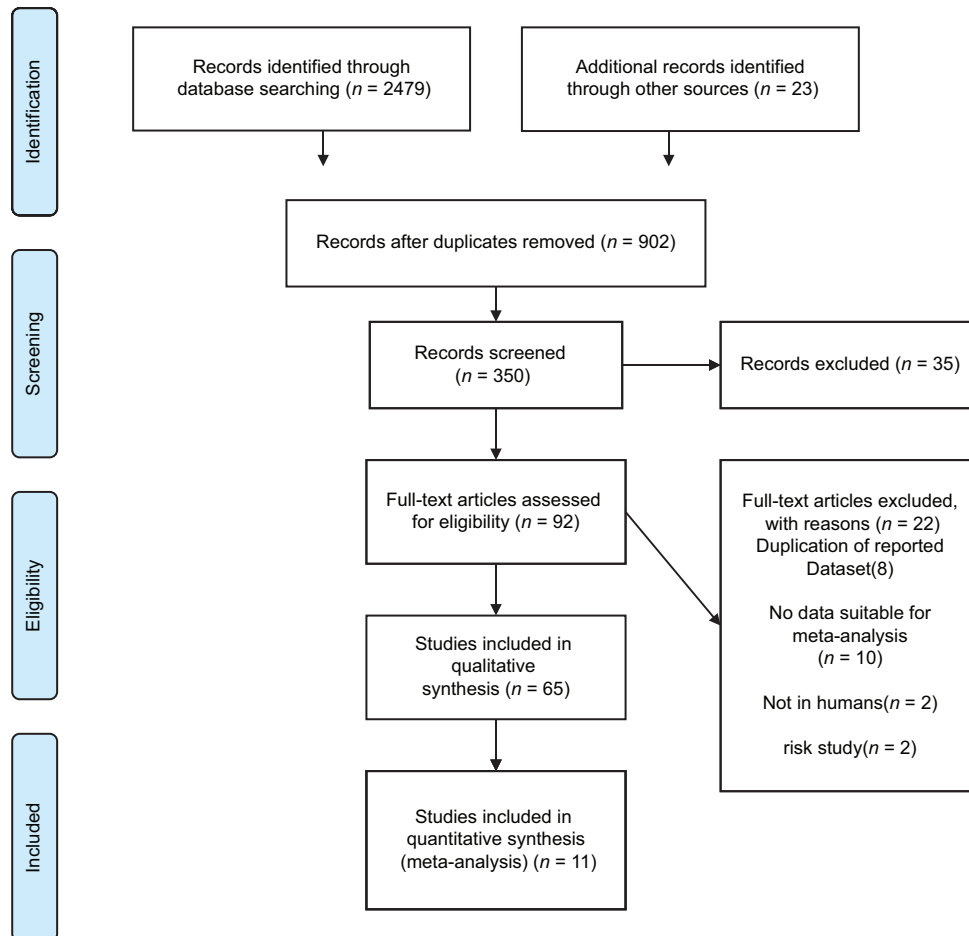 Identification
Records identified through
database searching (n = 2479)
Additional records identified
through other sources (n = 23)
Records after duplicates removed (n = 902)
Screening
Records screened
(n = 350)
Records excluded (n = 35)
Eligibility
Full-text articles assessed
for eligibility (n = 92)
Full-text articles excluded,
with reasons (n = 22)
Duplication of reported
Dataset(8)
No data suitable for
meta-analysis
(n = 10)
Not in humans(n = 2)
risk study(n = 2)
Studies included in
qualitative
synthesis (n = 65)
Included
Studies included in
quantitative synthesis
(meta-analysis) (n = 11)